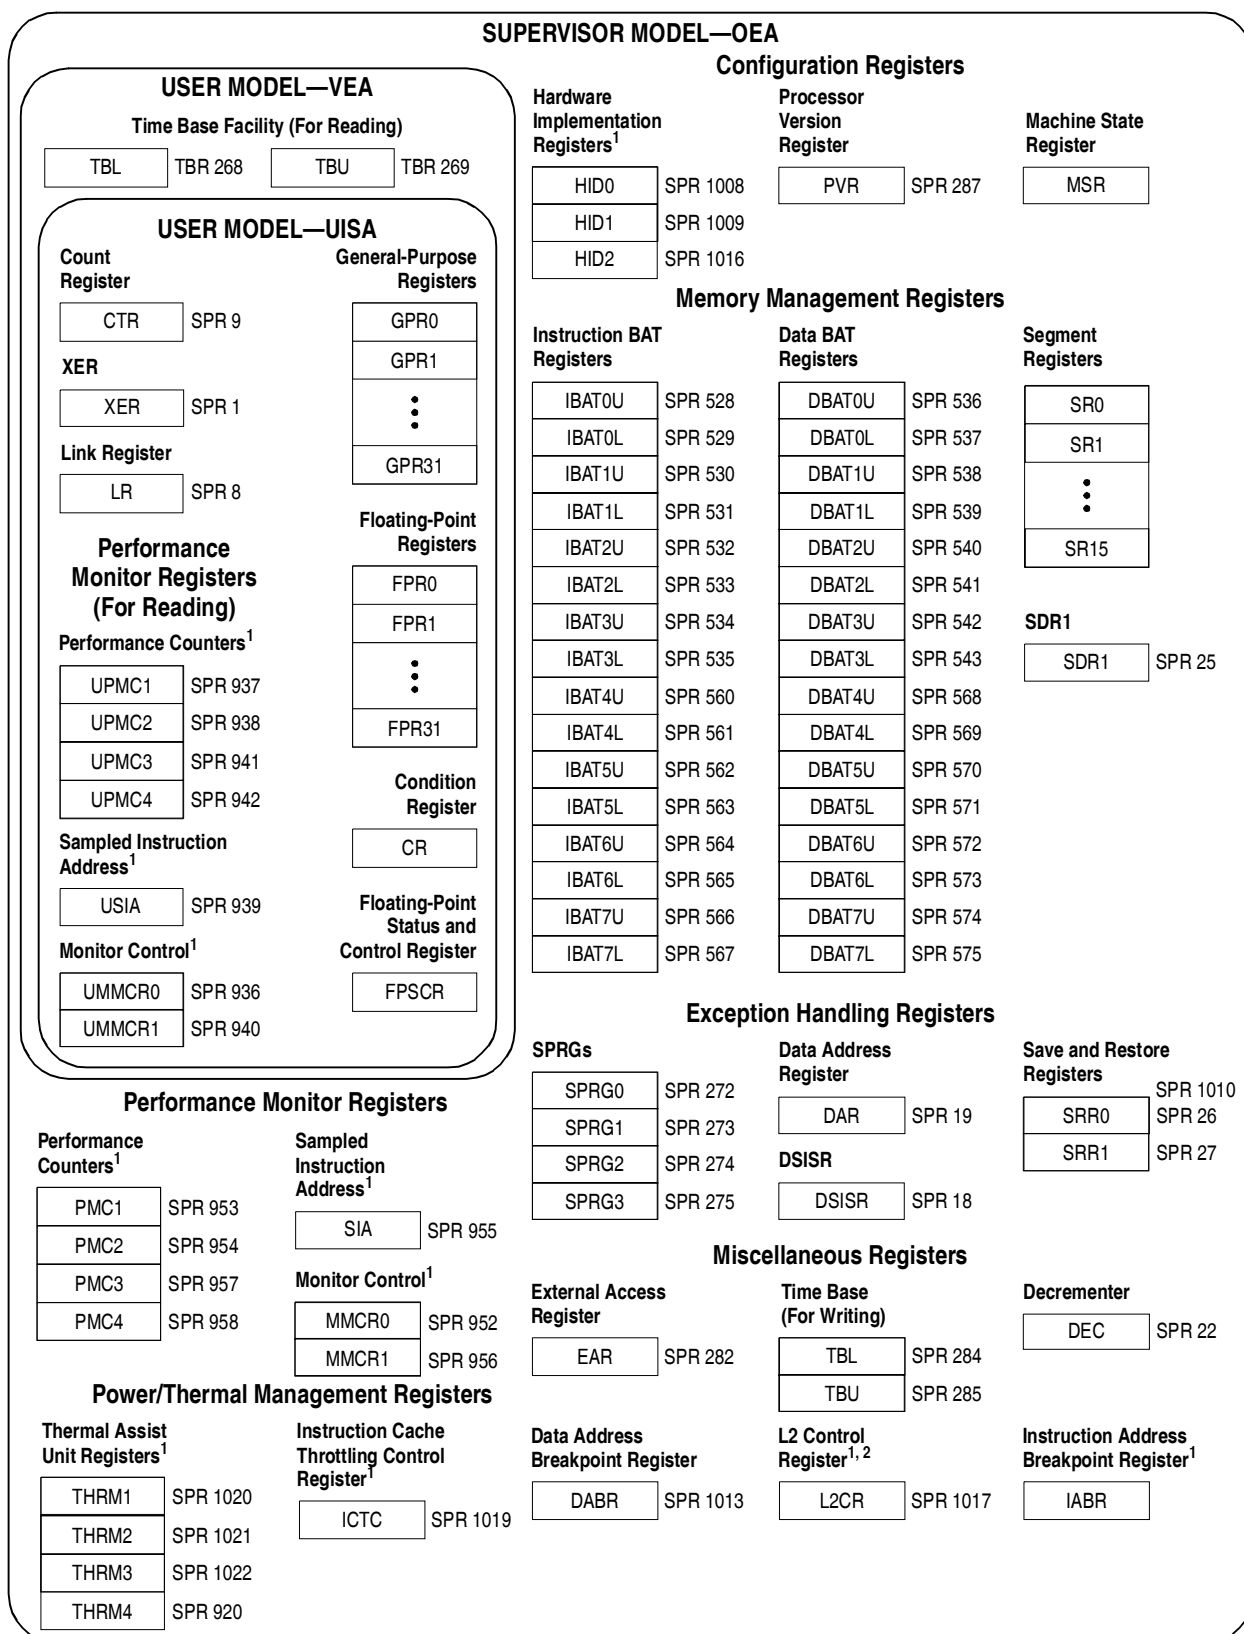 SUPERVISOR MODEL—OEA
USER MODEL—VEA
Time Base Facility (For Reading)
TBL TBR 268 TBU TBR 269
USER MODEL—UISA
Count
Register
CTR SPR 9
XER
XER SPR 1
Link Register
LR SPR 8
Performance
Monitor Registers
(For Reading)
Performance Counters1
UPMC1 SPR 937
UPMC2 SPR 938
UPMC3 SPR 941
UPMC4 SPR 942
Sampled Instruction
Address1
USIA SPR 939
Monitor Control1
UMMCR0 SPR 936
UMMCR1 SPR 940
General-Purpose
Registers
GPR0
GPR1
GPR31
Floating-Point
Registers
FPR0
FPR1
FPR31
Condition
Register
CR
Floating-Point
Status and
Control Register
FPSCR
Performance Monitor Registers
Performance
Counters1
PMC1 SPR 953
PMC2 SPR 954
PMC3 SPR 957
PMC4 SPR 958
Sampled
Instruction
Address1
SIA SPR 955
Monitor Control1
MMCR0 SPR 952
MMCR1 SPR 956
Power/Thermal Management Registers
Thermal Assist
Unit Registers1
THRM1 SPR 1020
THRM2 SPR 1021
THRM3 SPR 1022
THRM4 SPR 920
Instruction Cache
Throttling Control
Register1
ICTC SPR 1019
Configuration Registers
Hardware
Implementation
Registers1
HID0 SPR 1008
HID1 SPR 1009
HID2 SPR 1016
Processor
Version
Register
PVR SPR 287
Machine State
Register
MSR
Memory Management Registers
Instruction BAT
Registers
IBAT0U SPR 528
IBAT0L SPR 529
IBAT1U SPR 530
IBAT1L SPR 531
IBAT2U SPR 532
IBAT2L SPR 533
IBAT3U SPR 534
IBAT3L SPR 535
IBAT4U SPR 560
IBAT4L SPR 561
IBAT5U SPR 562
IBAT5L SPR 563
IBAT6U SPR 564
IBAT6L SPR 565
IBAT7U SPR 566
IBAT7L SPR 567
Data BAT
Registers
DBAT0U SPR 536
DBAT0L SPR 537
DBAT1U SPR 538
DBAT1L SPR 539
DBAT2U SPR 540
DBAT2L SPR 541
DBAT3U SPR 542
DBAT3L SPR 543
DBAT4U SPR 568
DBAT4L SPR 569
DBAT5U SPR 570
DBAT5L SPR 571
DBAT6U SPR 572
DBAT6L SPR 573
DBAT7U SPR 574
DBAT7L SPR 575
Segment
Registers
SR0
SR1
SR15
SDR1
SDR1 SPR 25
Exception Handling Registers
SPRGs
SPRG0 SPR 272
SPRG1 SPR 273
SPRG2 SPR 274
SPRG3 SPR 275
Data Address
Register
DAR SPR 19
DSISR
DSISR SPR 18
Save and Restore
Registers
SPR 1010
SRR0 SPR 26
SRR1 SPR 27
Miscellaneous Registers
External Access
Register
EAR SPR 282
Time Base
(For Writing)
TBL SPR 284
TBU SPR 285
Decrementer
DEC SPR 22
Data Address
Breakpoint Register
DABR SPR 1013
L2 Control
Register1, 2
L2CR SPR 1017
Instruction Address
Breakpoint Register1
IABR